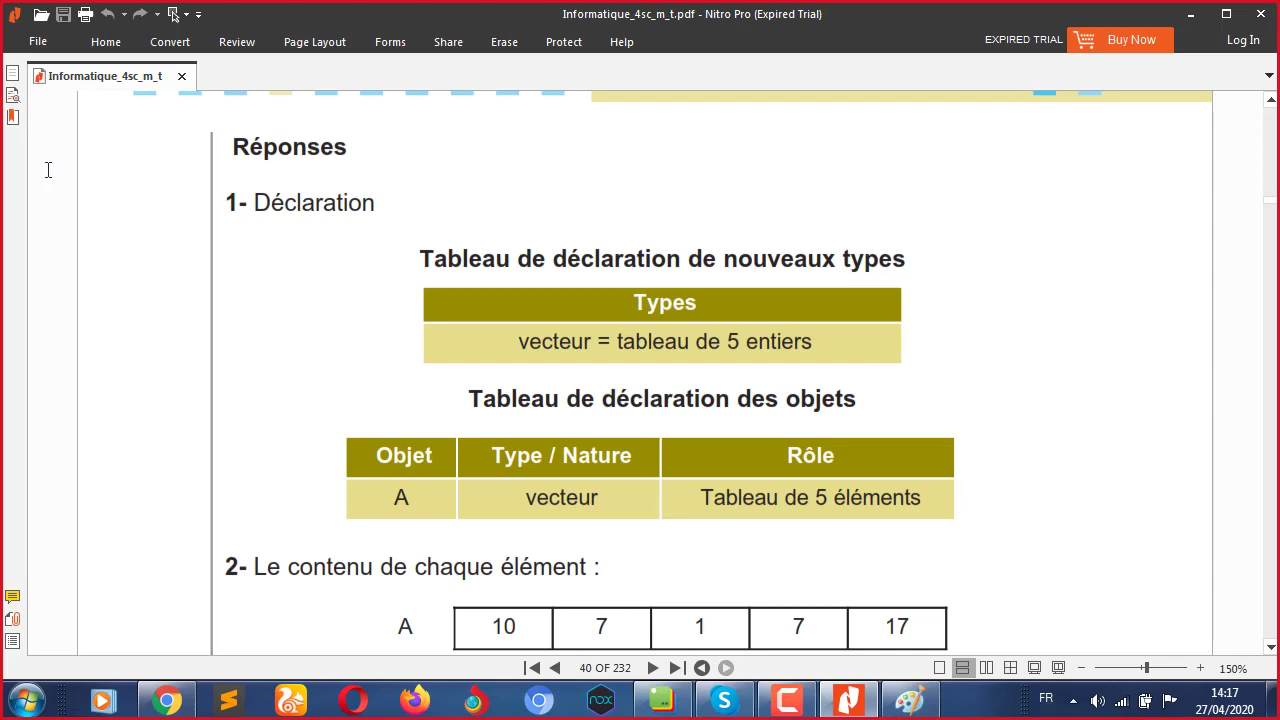 Informatique_4sc_m_t.pdf - Nitro Pro (Expired Trial)
File Home Convert Review Page Layout Forms Share Erase Protect Help EXPIRED TRIAL Buy Now Log In
Informatique_4sc_m_t
Réponses
1- Déclaration
Tableau de déclaration de nouveaux types
Types
vecteur = tableau de 5 entiers
Tableau de déclaration des objets
Objet Type / Nature Rôle
A vecteur Tableau de 5 éléments
2- Le contenu de chaque élément :
A 10 7 1 7 17
40 OF 232 150%
FR 14:17
27/04/2020